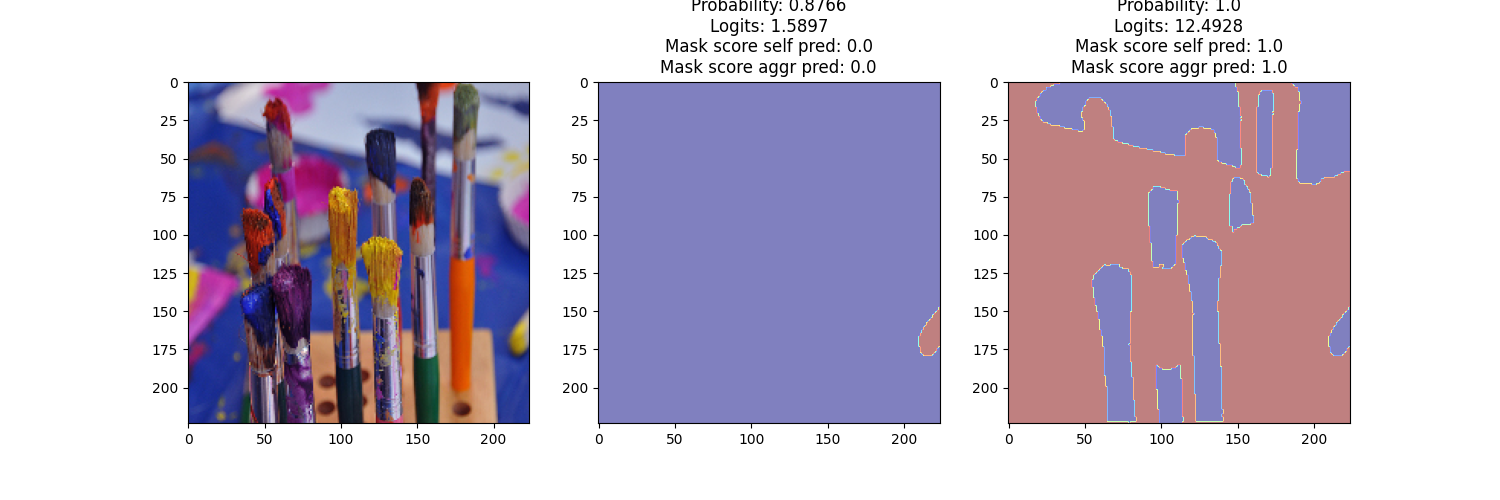 Probability: 0.8766
Logits: 1.5897
Mask score self pred: 0.0
Mask score aggr pred: 0.0
Probability: 1.0
Logits: 12.4928
Mask score self pred: 1.0
Mask score aggr pred: 1.0
0
25
50
75
100
125
150
175
200
0 50 100 150 200
0
25
50
75
100
125
150
175
200
0 50 100 150 200
0
25
50
75
100
125
150
175
200
0 50 100 150 200